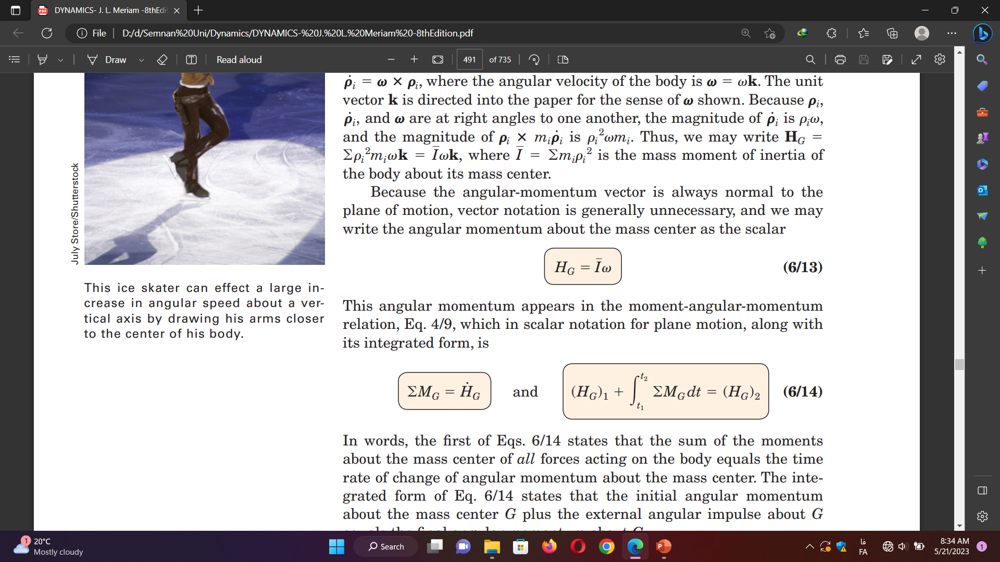 DYNAMICS- J. L. Meriam -8thEdi
File
D:/d/Semnan%20Uni/Dynamics/DYNAMICS-%20J.%20L.%20Meriam%20-8thEdition.pdf
Draw
Read aloud
491
of 735
July Store/Shutterstock
This ice skater can effect a large in-
crease in angular speed about a ver-
tical axis by drawing his arms closer
to the center of his body.
ρ̇ᵢ = ω × ρᵢ, where the angular velocity of the body is ω = ωk. The unit
vector k is directed into the paper for the sense of ω shown. Because ρᵢ,
ρ̇ᵢ, and ω are at right angles to one another, the magnitude of ρ̇ᵢ is ρᵢω,
and the magnitude of ρᵢ × mᵢρ̇ᵢ is ρᵢ²ωmᵢ. Thus, we may write H_G =
Σρᵢ²mᵢωk = Īωk, where Ī = Σmᵢρᵢ² is the mass moment of inertia of
the body about its mass center.
Because the angular-momentum vector is always normal to the
plane of motion, vector notation is generally unnecessary, and we may
write the angular momentum about the mass center as the scalar
H_G = Īω (6/13)
This angular momentum appears in the moment-angular-momentum
relation, Eq. 4/9, which in scalar notation for plane motion, along with
its integrated form, is
ΣM_G = Ḣ_G and (H_G)₁ + ∫_{t₁}^{t₂} ΣM_G dt = (H_G)₂ (6/14)
In words, the first of Eqs. 6/14 states that the sum of the moments
about the mass center of all forces acting on the body equals the time
rate of change of angular momentum about the mass center. The inte-
grated form of Eq. 6/14 states that the initial angular momentum
about the mass center G plus the external angular impulse about G
1
20°C
Mostly cloudy
Search
فا
FA
8:34 AM
5/21/2023
1